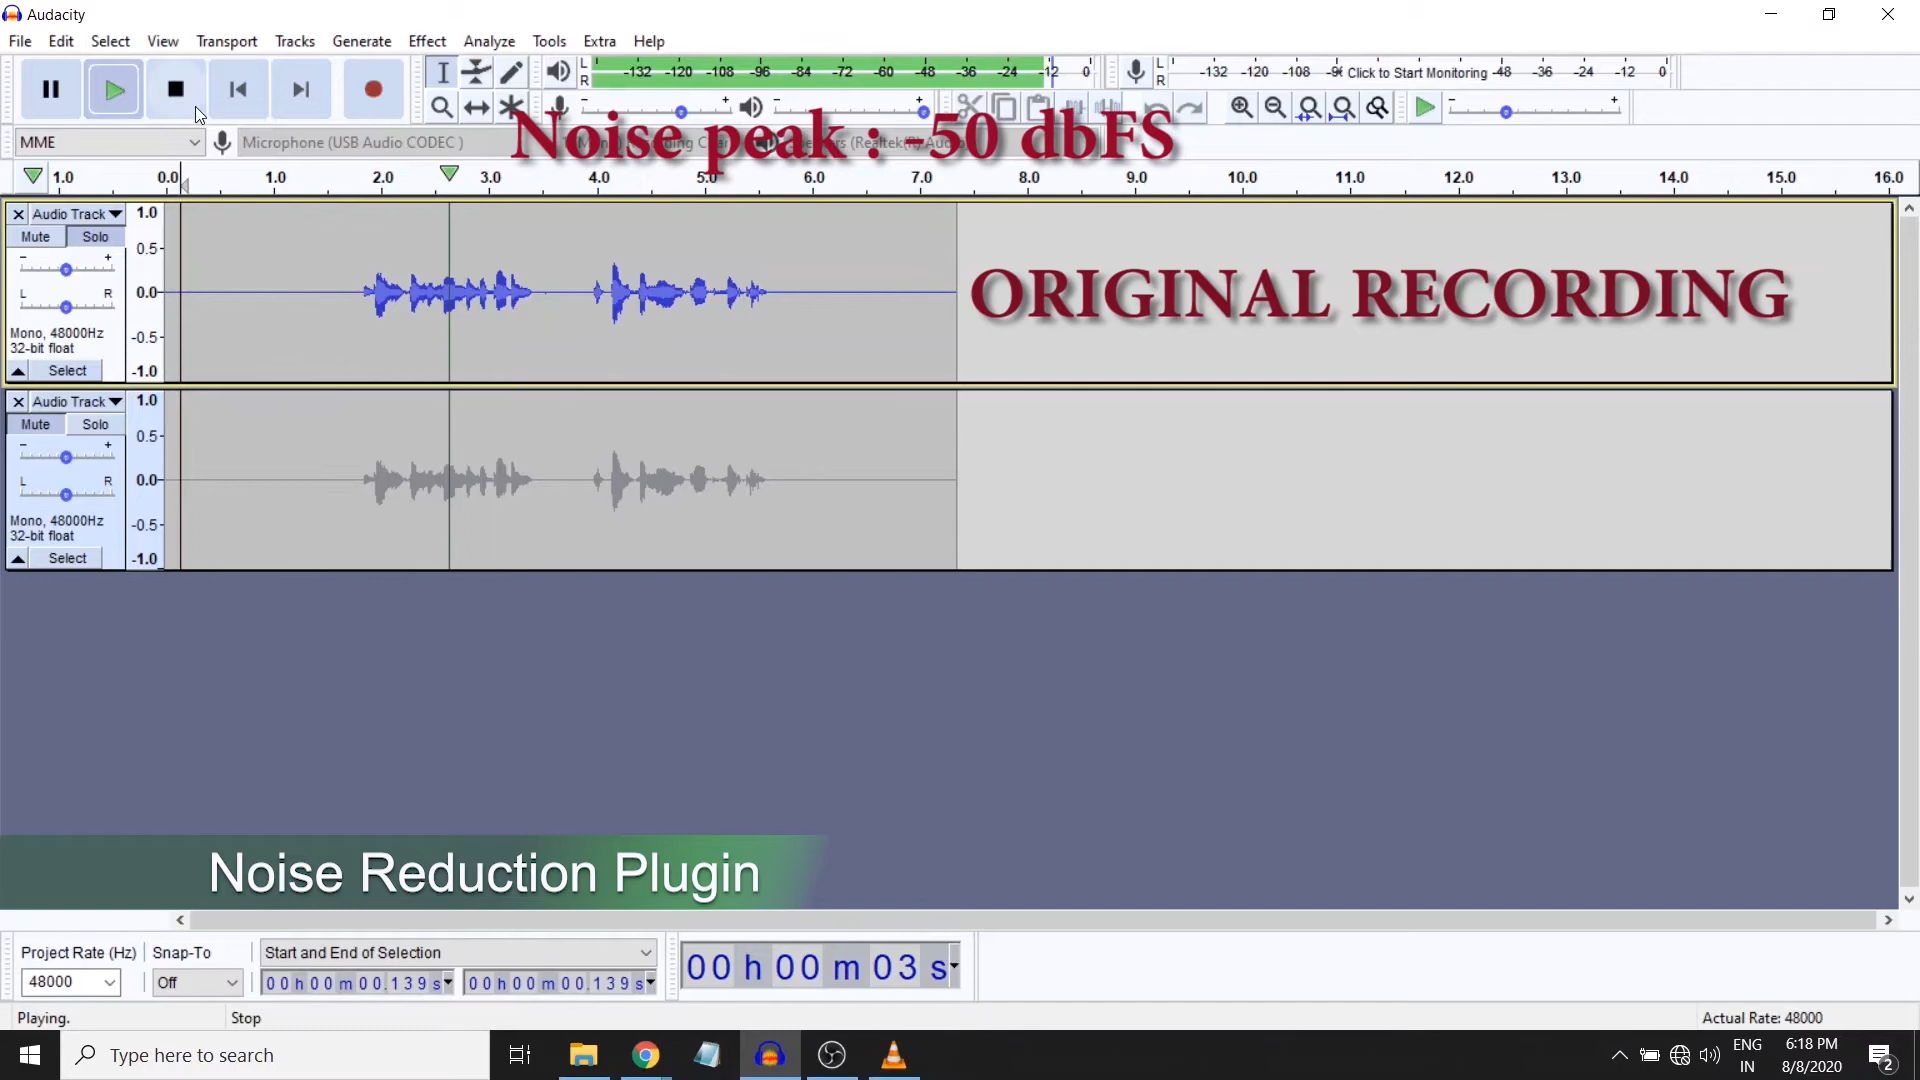 Audacity
File Edit Select View Transport Tracks Generate Effect Analyze Tools Extra Help
L R -132 -120 -108 -96 -84 -72 -60 -48 -36 -24 -12 0
L R -132 -120 -108 -96 Click to Start Monitoring -48 -36 -24 -12 0
MME
Microphone (USB Audio CODEC )
Noise peak : -50 dbFS
1.0 0.0 1.0 2.0 3.0 4.0 5.0 6.0 7.0 8.0 9.0 10.0 11.0 12.0 13.0 14.0 15.0 16.0
Audio Track
Mute Solo
- +
L R
Mono, 48000Hz
32-bit float
Select
1.0
0.5-
0.0-
-0.5-
-1.0
ORIGINAL RECORDING
Audio Track
Mute Solo
- +
L R
Mono, 48000Hz
32-bit float
Select
1.0
0.5-
0.0-
-0.5-
-1.0
Noise Reduction Plugin
Project Rate (Hz) Snap-To Start and End of Selection
48000 Off 00 h 00 m 00.139 s 00 h 00 m 00.139 s
00 h 00 m 03 s
Playing. Stop Actual Rate: 48000
Type here to search
ENG
IN
6:18 PM
8/8/2020
2